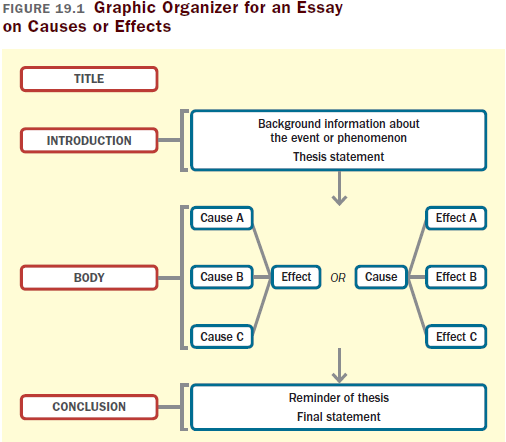 FIGURE 19.1 Graphic Organizer for an Essay
on Causes or Effects
TITLE
INTRODUCTION
Background information about
the event or phenomenon
Thesis statement
BODY
Cause A
Cause B
Cause C
Effect
OR
Cause
Effect A
Effect B
Effect C
CONCLUSION
Reminder of thesis
Final statement